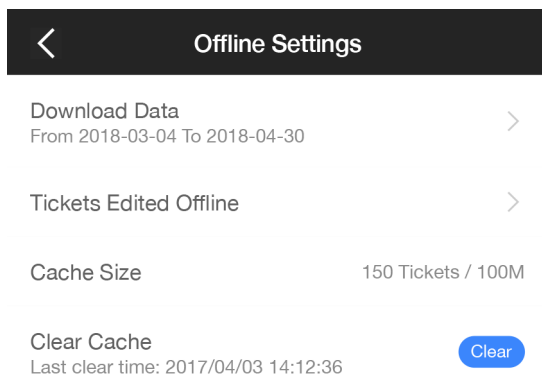 Offline Settings
Download Data
From 2018-03-04 To 2018-04-30
Tickets Edited Offline
Cache Size
150 Tickets / 100M
Clear Cache
Last clear time: 2017/04/03 14:12:36
Clear